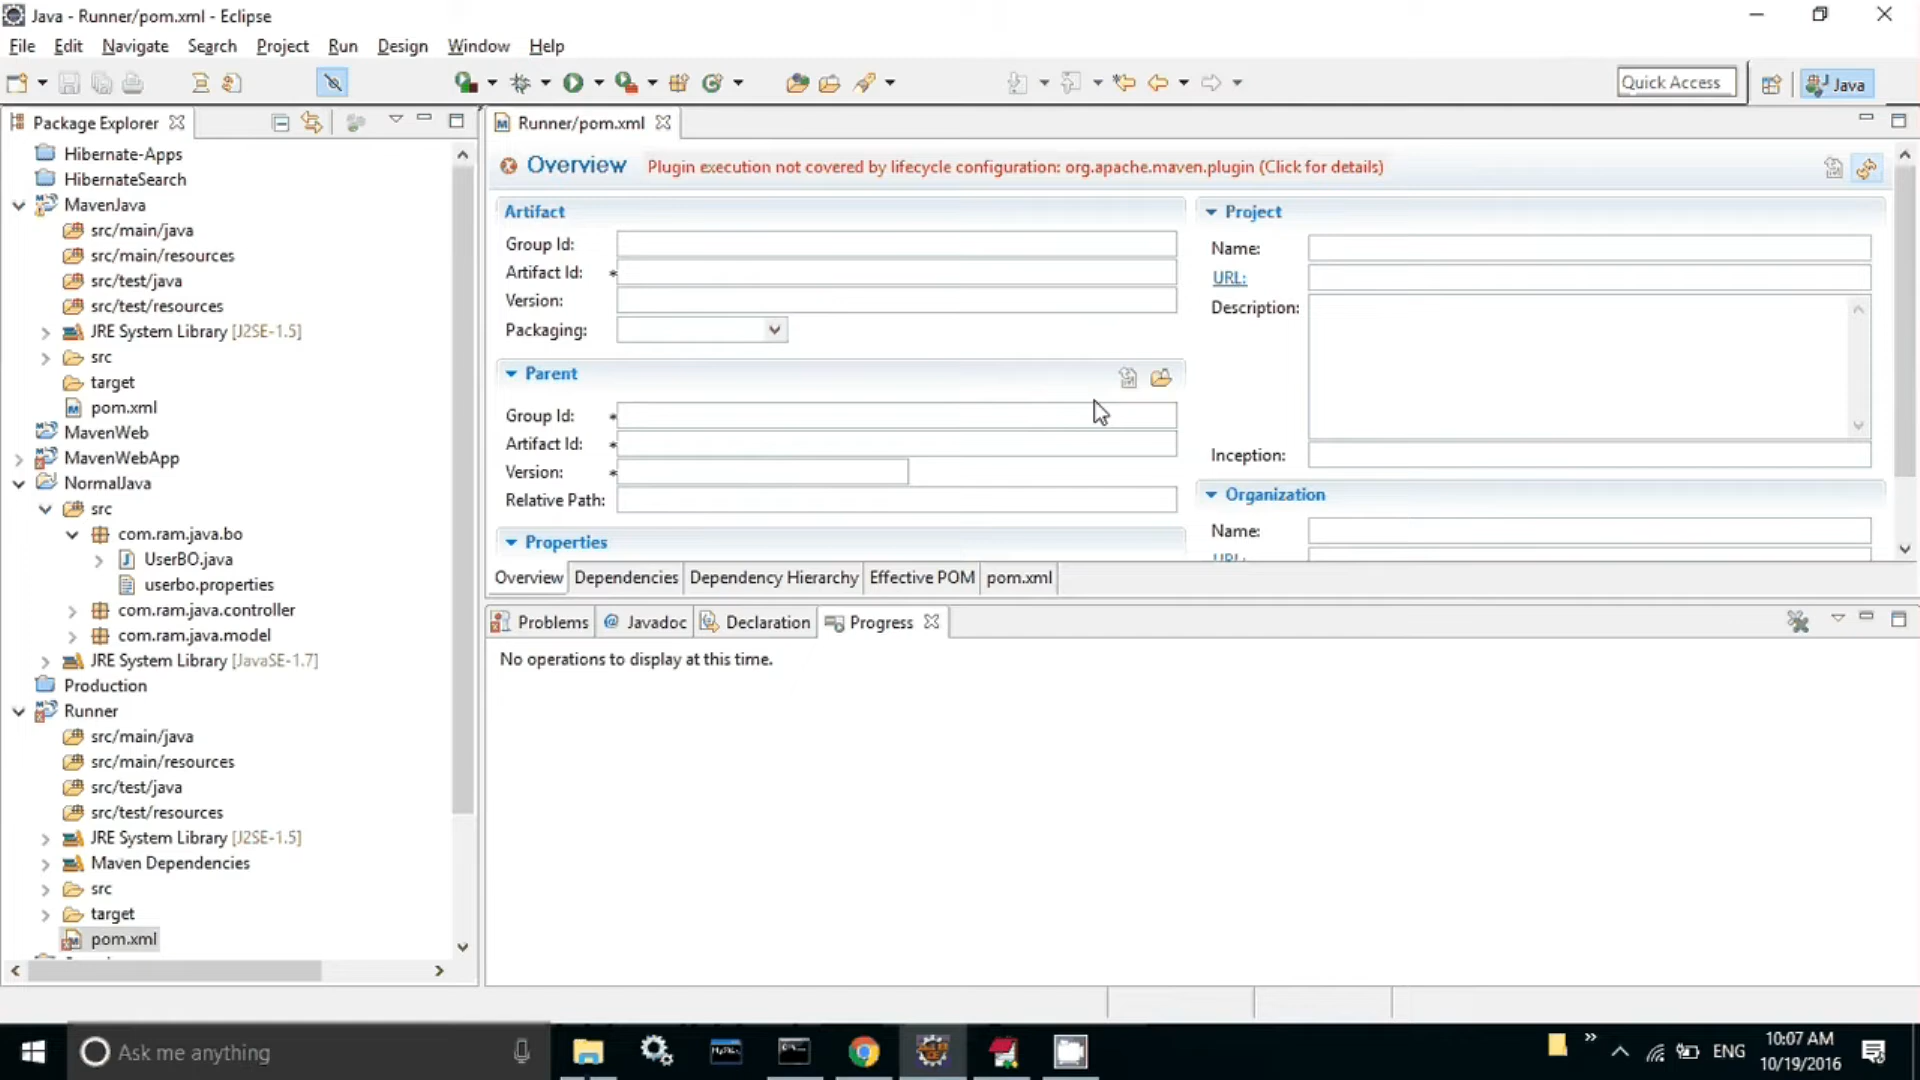 Java - Runner/pom.xml - Eclipse
File Edit Navigate Search Project Run Design Window Help
Quick Access
Java
Package Explorer
Hibernate-Apps
HibernateSearch
MavenJava
src/main/java
src/main/resources
src/test/java
src/test/resources
JRE System Library [J2SE-1.5]
src
target
pom.xml
MavenWeb
MavenWebApp
NormalJava
src
com.ram.java.bo
UserBO.java
userbo.properties
com.ram.java.controller
com.ram.java.model
JRE System Library [JavaSE-1.7]
Production
Runner
src/main/java
src/main/resources
src/test/java
src/test/resources
JRE System Library [J2SE-1.5]
Maven Dependencies
src
target
pom.xml
Runner/pom.xml
Overview Plugin execution not covered by lifecycle configuration: org.apache.maven.plugin (Click for details)
Artifact
Group Id:
Artifact Id: *
Version:
Packaging:
Parent
Group Id: *
Artifact Id: *
Version: *
Relative Path:
Properties
Project
Name:
URL:
Description:
Inception:
Organization
Name:
URL:
Overview Dependencies Dependency Hierarchy Effective POM pom.xml
Problems @ Javadoc Declaration Progress
No operations to display at this time.
Ask me anything
ENG
10:07 AM
10/19/2016